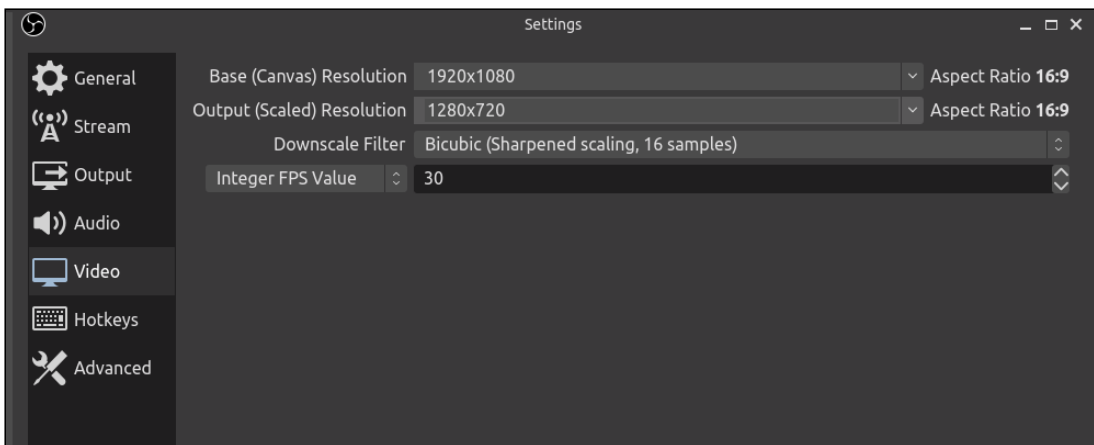 Settings
General
Stream
Output
Audio
Video
Hotkeys
Advanced
Base (Canvas) Resolution 1920x1080 Aspect Ratio 16:9
Output (Scaled) Resolution 1280x720 Aspect Ratio 16:9
Downscale Filter Bicubic (Sharpened scaling, 16 samples)
Integer FPS Value 30